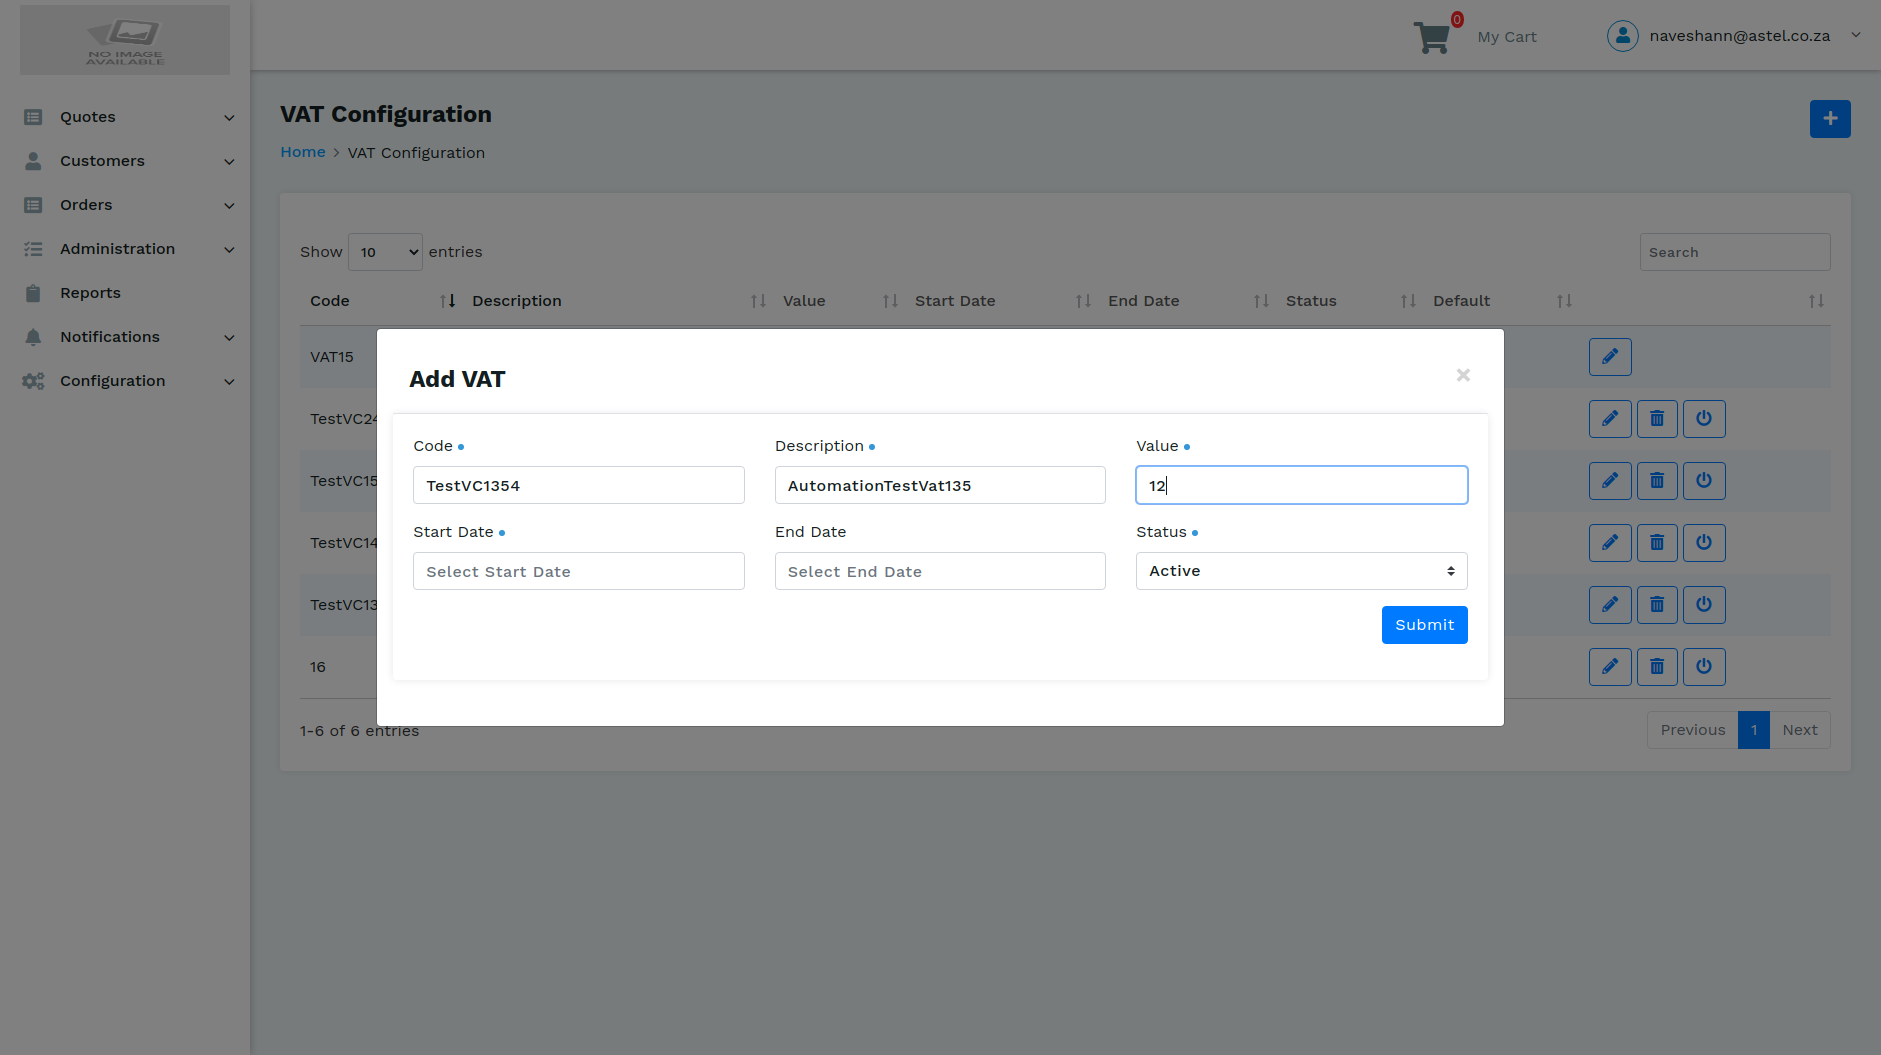 NO IMAGE
AVAILABLE
0
My Cart
naveshann@astel.co.za
Quotes
Customers
Orders
Administration
Reports
Notifications
Configuration
VAT Configuration
Home > VAT Configuration
Show 10 entries
Search
Code Description Value Start Date End Date Status Default
VAT15
TestVC24
TestVC15
TestVC14
TestVC13
16
1-6 of 6 entries
Previous 1 Next
Add VAT
×
Code Description Value
TestVC1354 AutomationTestVat135 12
Start Date End Date Status
Select Start Date Select End Date Active
Submit